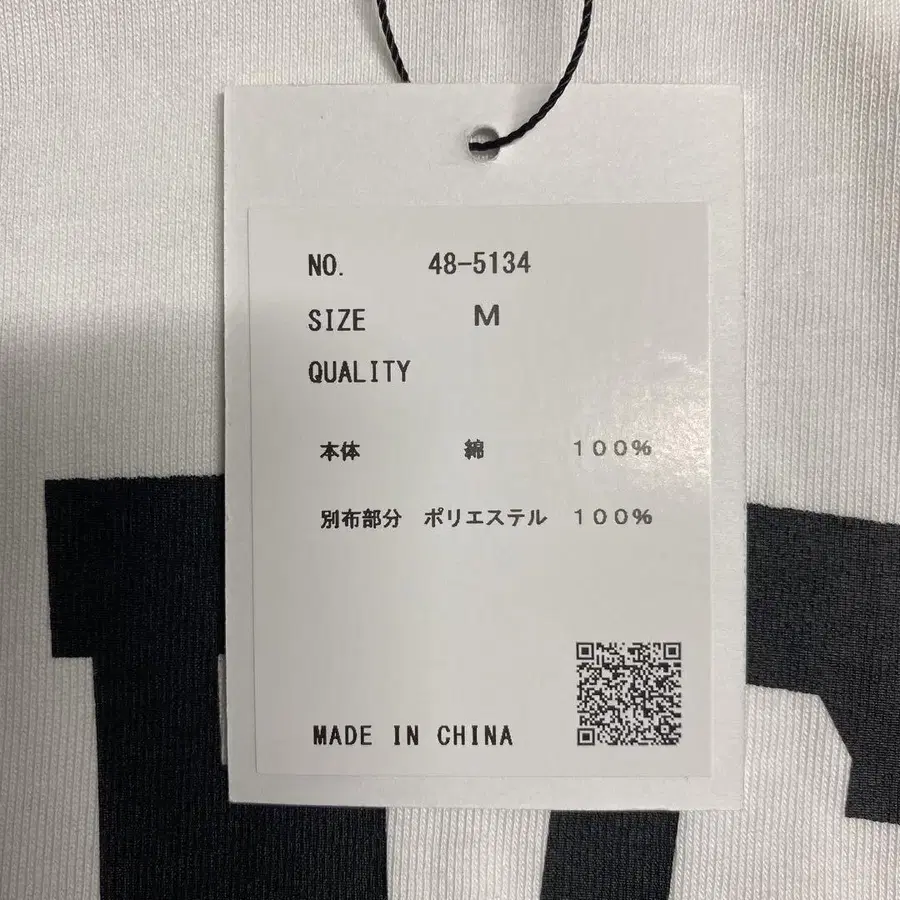 NO. 48-5134
SIZE M
QUALITY
本体 綿 100%
別布部分 ポリエステル 100%
MADE IN CHINA